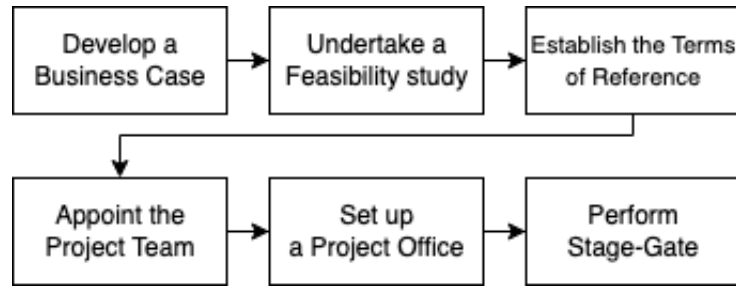 Develop a
Business Case
Undertake a
Feasibility study
Establish the Terms
of Reference
Appoint the
Project Team
Set up
a Project Office
Perform
Stage-Gate